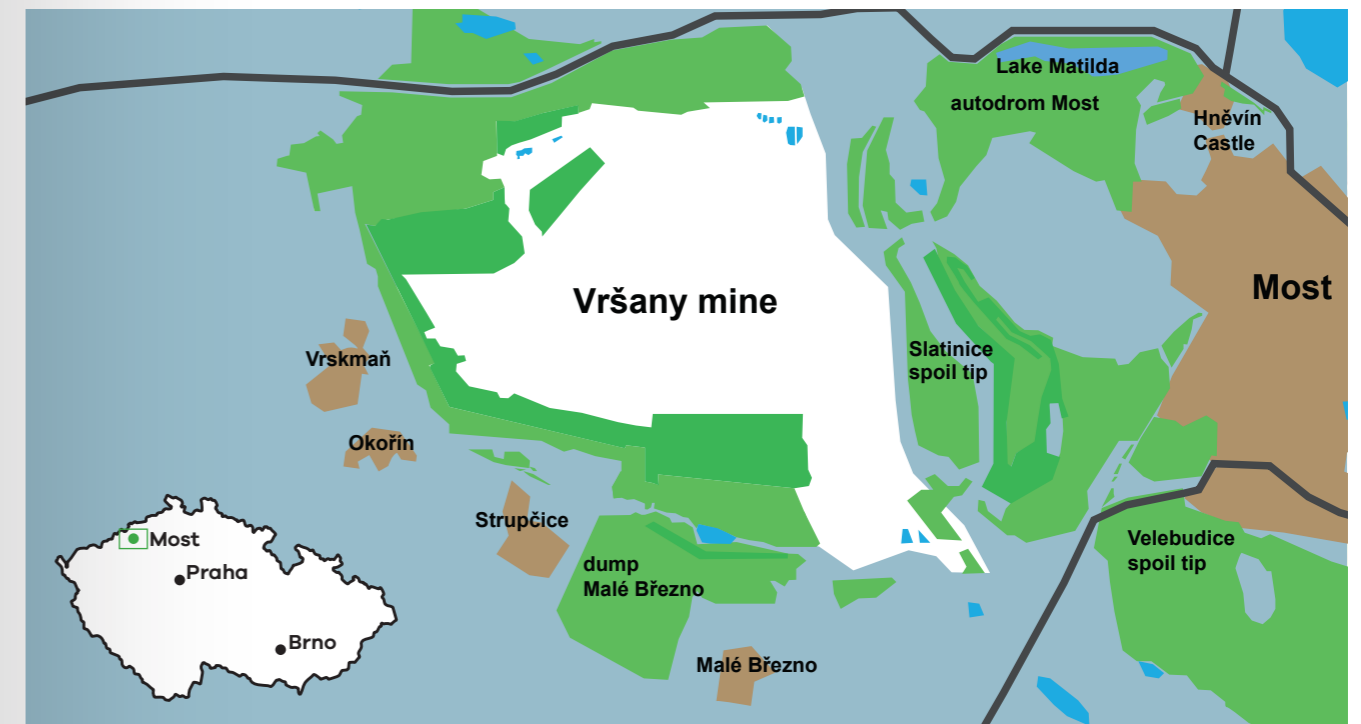 Lake Matilda
autodrom Most
Hněvín
Castle
Most
Vršany mine
Slatinice
spoil tip
Vrskmaň
Okořín
Strupčice
dump
Malé Březno
Velebudice
spoil tip
Malé Březno
Most
Praha
Brno